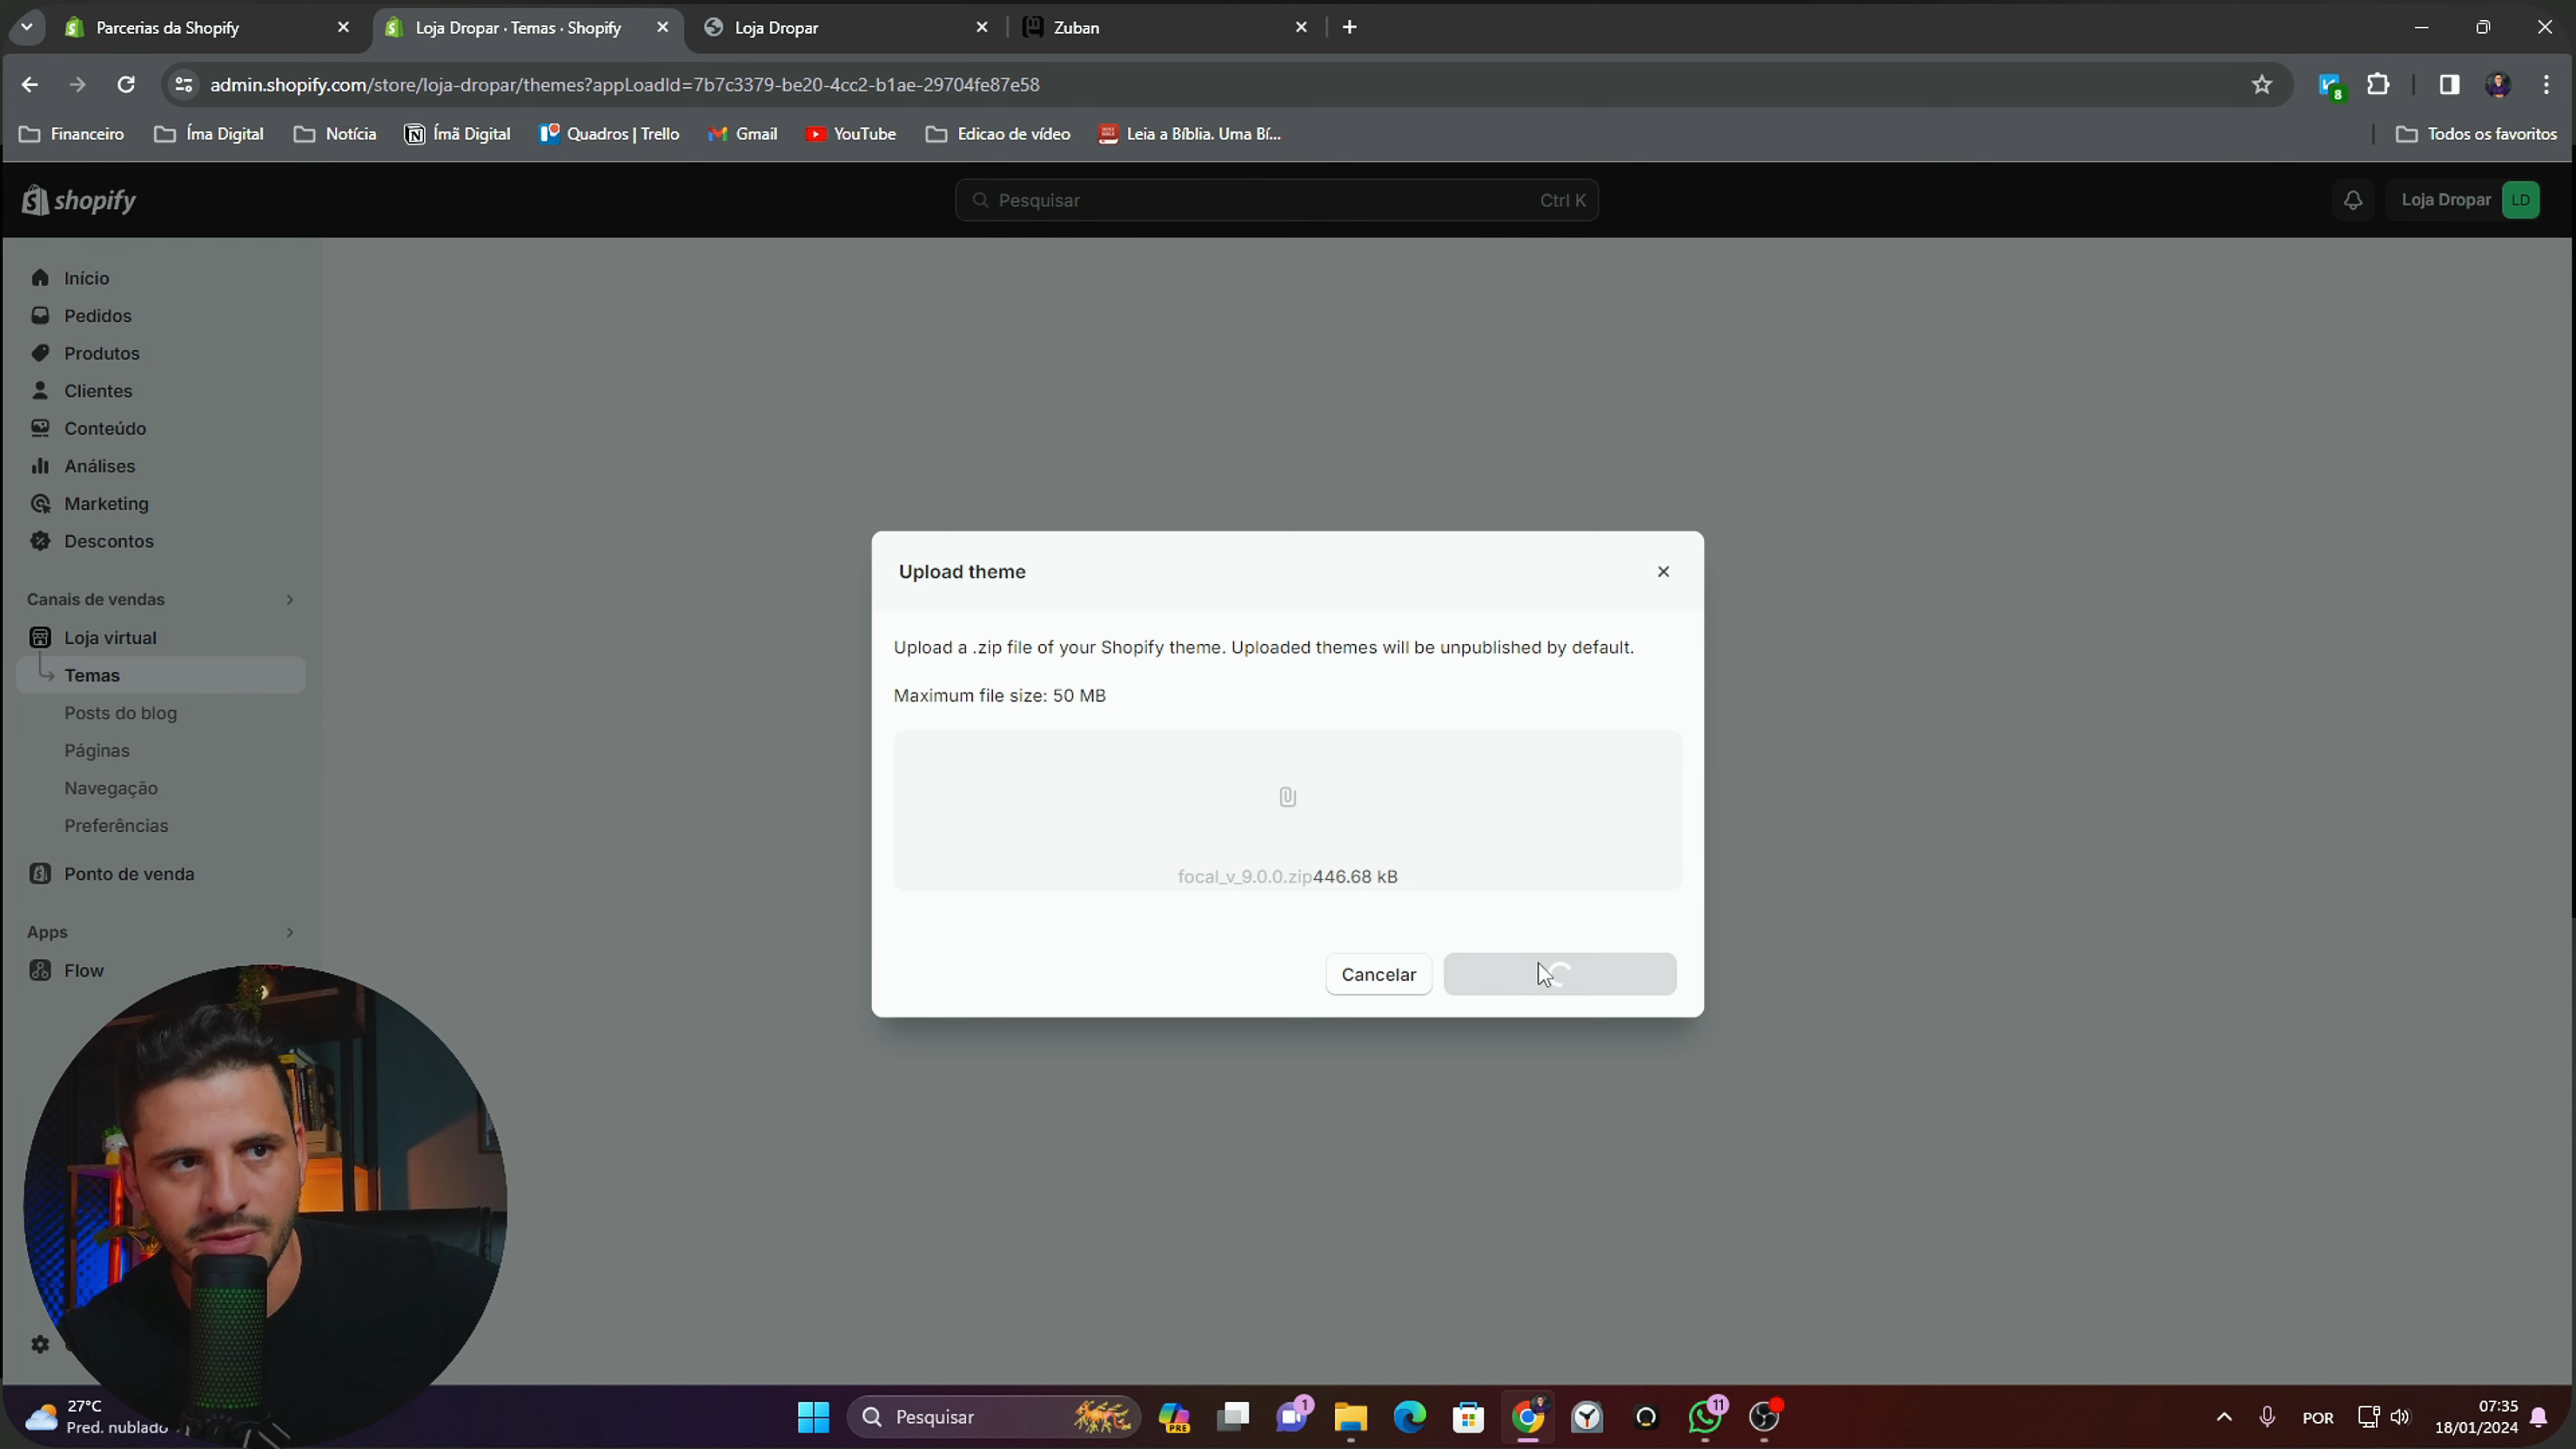 Parcerias da Shopify
Loja Dropar · Temas · Shopify
Loja Dropar
Zuban
admin.shopify.com/store/loja-dropar/themes?appLoadId=7b7c3379-be20-4cc2-b1ae-29704fe87e58
8
Financeiro
Íma Digital
Notícia
Ímã Digital
Quadros | Trello
Gmail
YouTube
Edicao de vídeo
Leia a Bíblia. Uma Bí...
Todos os favoritos
shopify
Pesquisar
Ctrl K
Loja Dropar
LD
Início
Pedidos
Produtos
Clientes
Conteúdo
Análises
Marketing
Descontos
Canais de vendas
Loja virtual
Temas
Posts do blog
Páginas
Navegação
Preferências
Ponto de venda
Apps
Flow
Upload theme
Upload a .zip file of your Shopify theme. Uploaded themes will be unpublished by default.
Maximum file size: 50 MB
focal_v_9.0.0.zip446.68 kB
Cancelar
27°C
Pred. nublado
Pesquisar
PRE
1
11
POR
07:35
18/01/2024